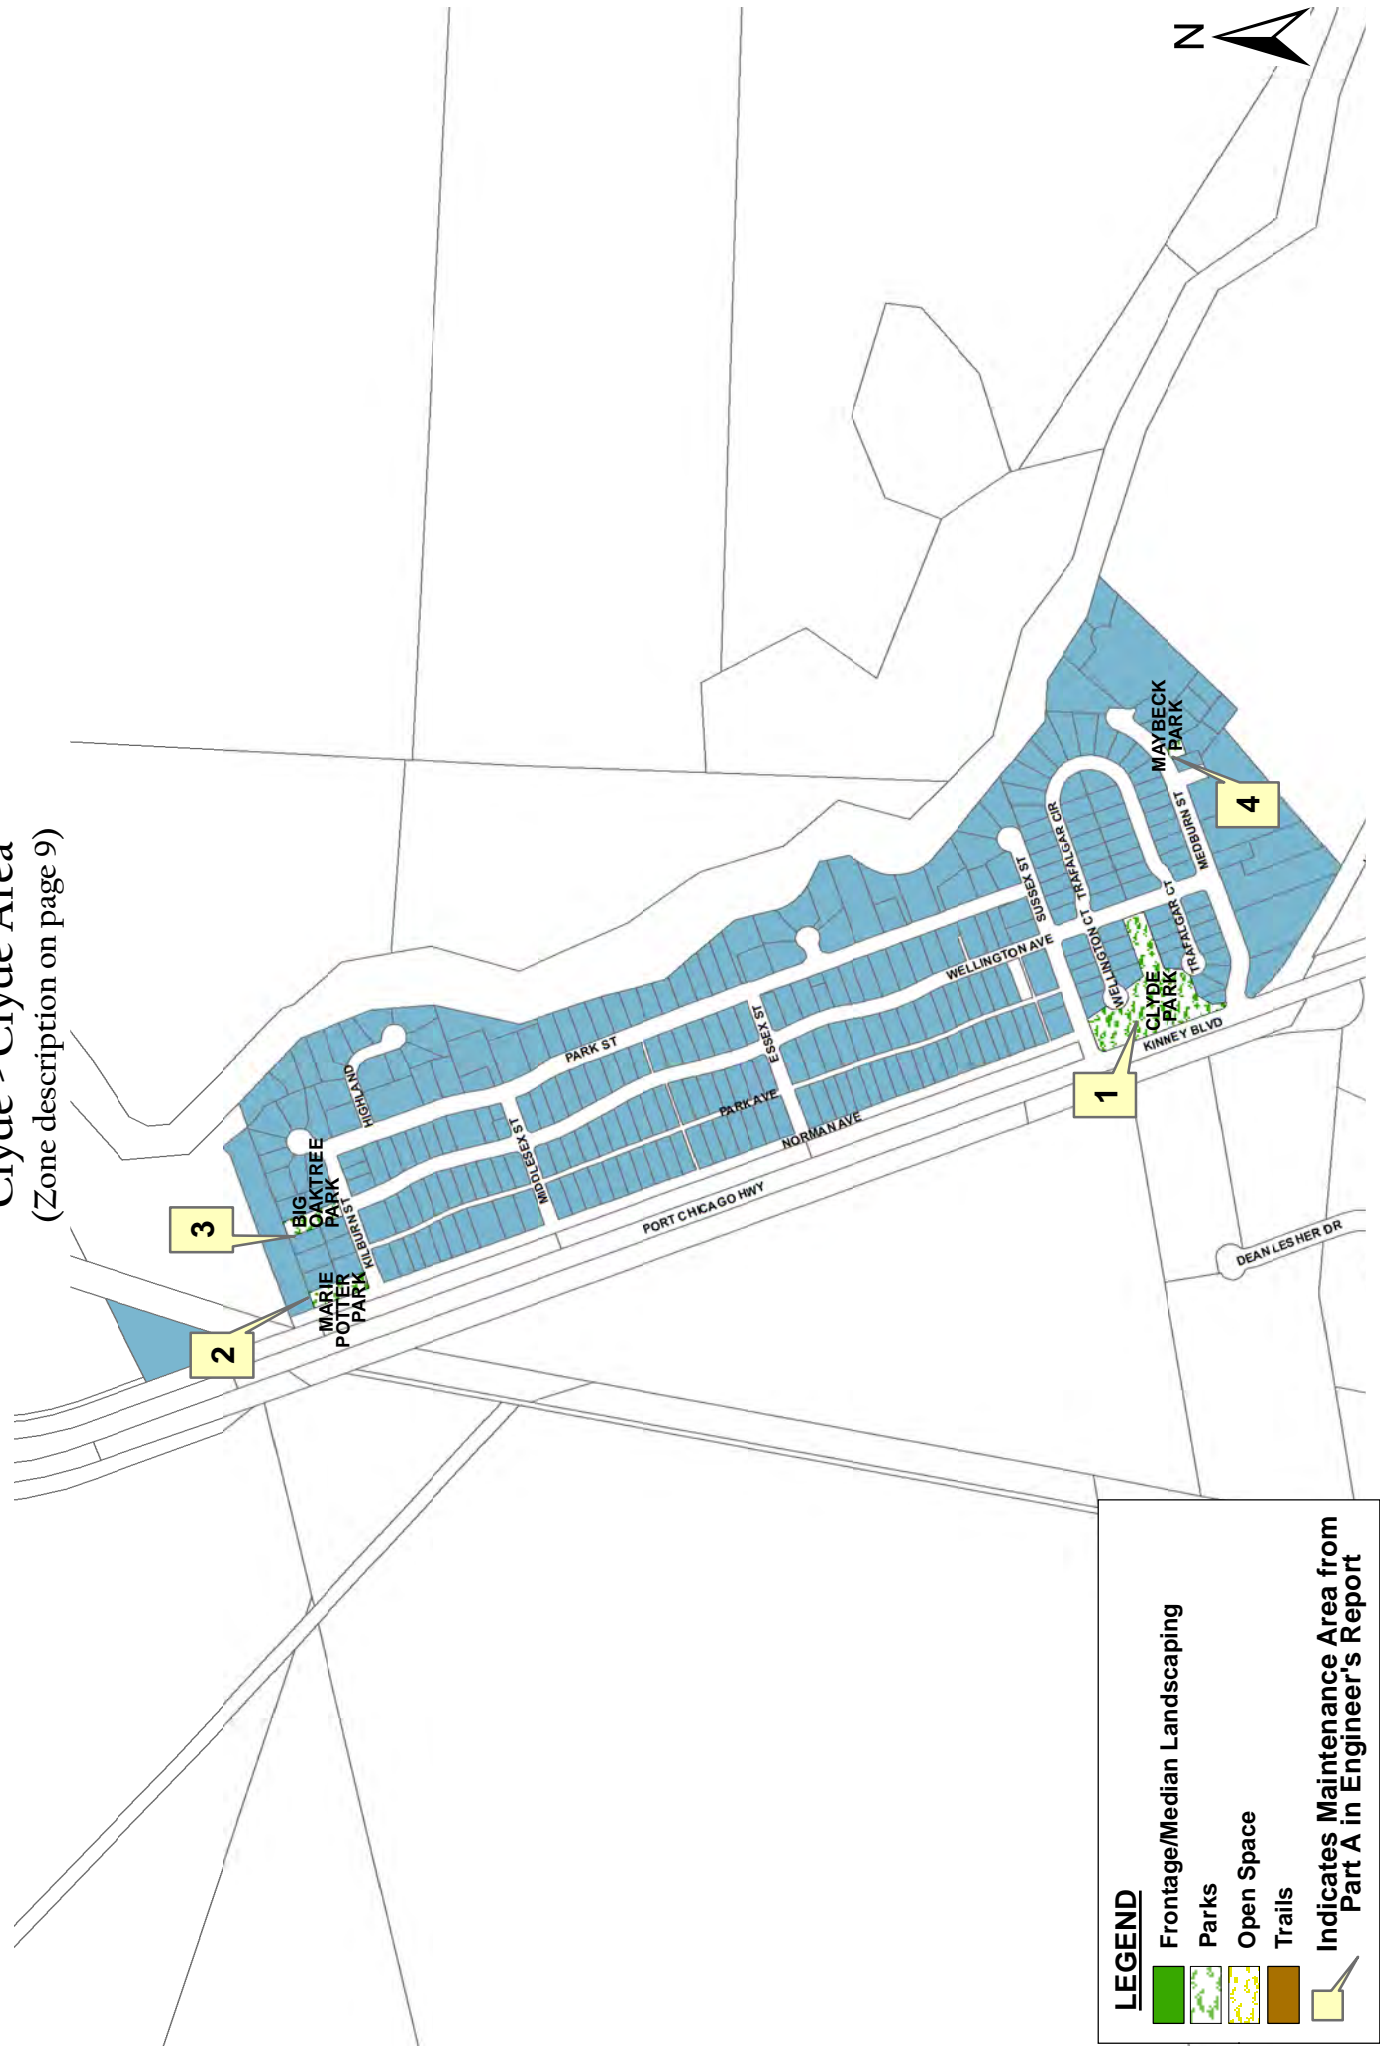 Clyde > Clyde Area
(Zone description on page 9)
N
3
2
1
4
BIG
OAKTREE
PARK
MARIE
POTTER
PARK
CLYDE
PARK
MAYBECK
PARK
HIGHLAND
KILBURN ST
PARK ST
MIDDLESEX ST
ESSEX ST
PARK AVE
NORMAN AVE
PORT CHICAGO HWY
WELLINGTON AVE
SUSSEX ST
TRAFALGAR CIR
WELLINGTON CT
TRAFALGAR CT
MEDBURN ST
KINNEY BLVD
DEAN LESHER DR
LEGEND
Frontage/Median Landscaping
Parks
Open Space
Trails
Indicates Maintenance Area from
Part A in Engineer's Report